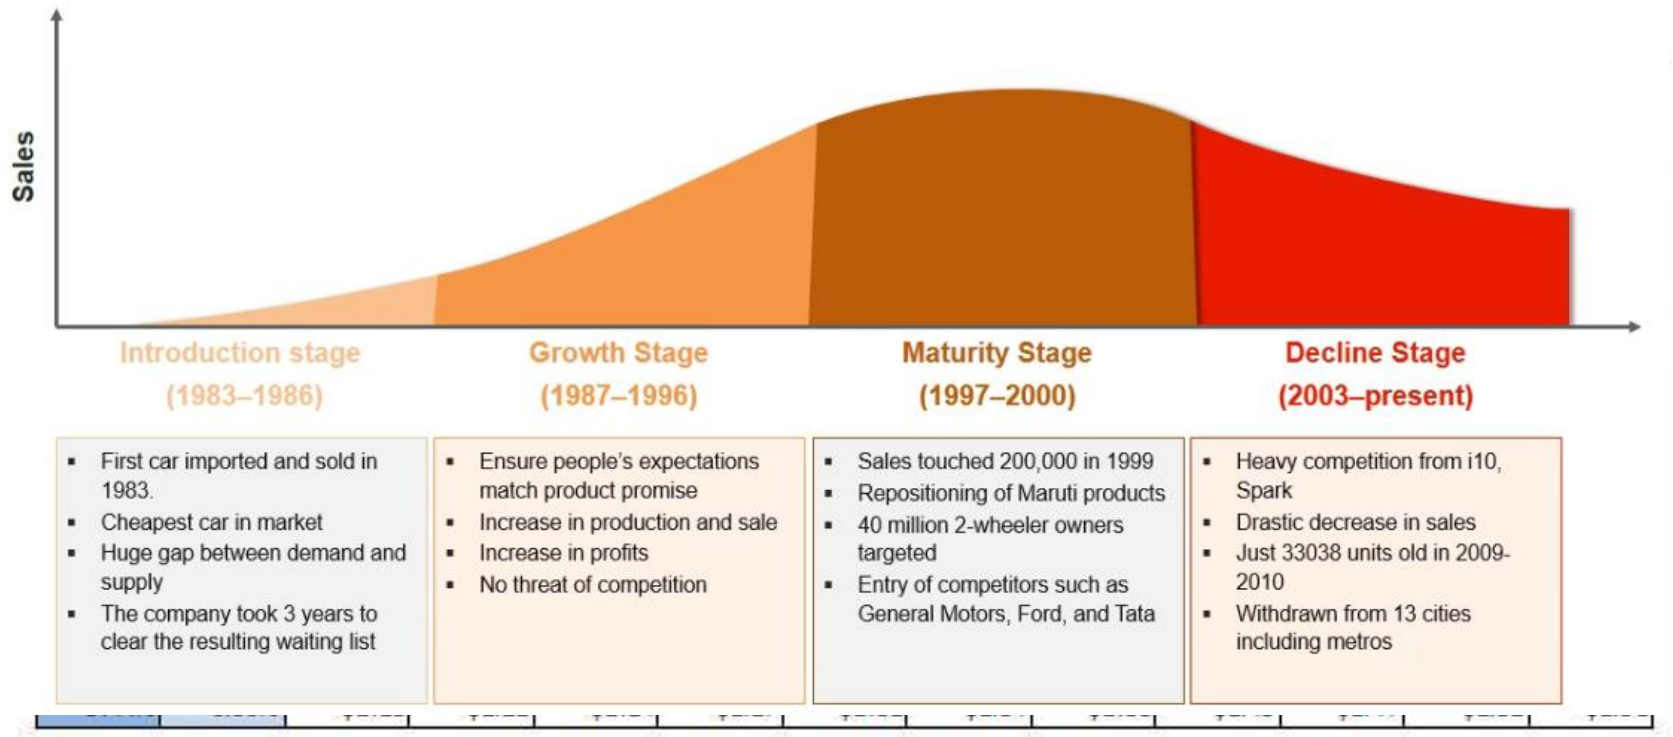 Sales
Introduction stage
(1983–1986)
Growth Stage
(1987–1996)
Maturity Stage
(1997–2000)
Decline Stage
(2003–present)
▪ First car imported and sold in
1983.
▪ Cheapest car in market
▪ Huge gap between demand and
supply
▪ The company took 3 years to
clear the resulting waiting list
▪ Ensure people's expectations
match product promise
▪ Increase in production and sale
▪ Increase in profits
▪ No threat of competition
▪ Sales touched 200,000 in 1999
▪ Repositioning of Maruti products
▪ 40 million 2-wheeler owners
targeted
▪ Entry of competitors such as
General Motors, Ford, and Tata
▪ Heavy competition from i10,
Spark
▪ Drastic decrease in sales
▪ Just 33038 units old in 2009-
2010
▪ Withdrawn from 13 cities
including metros